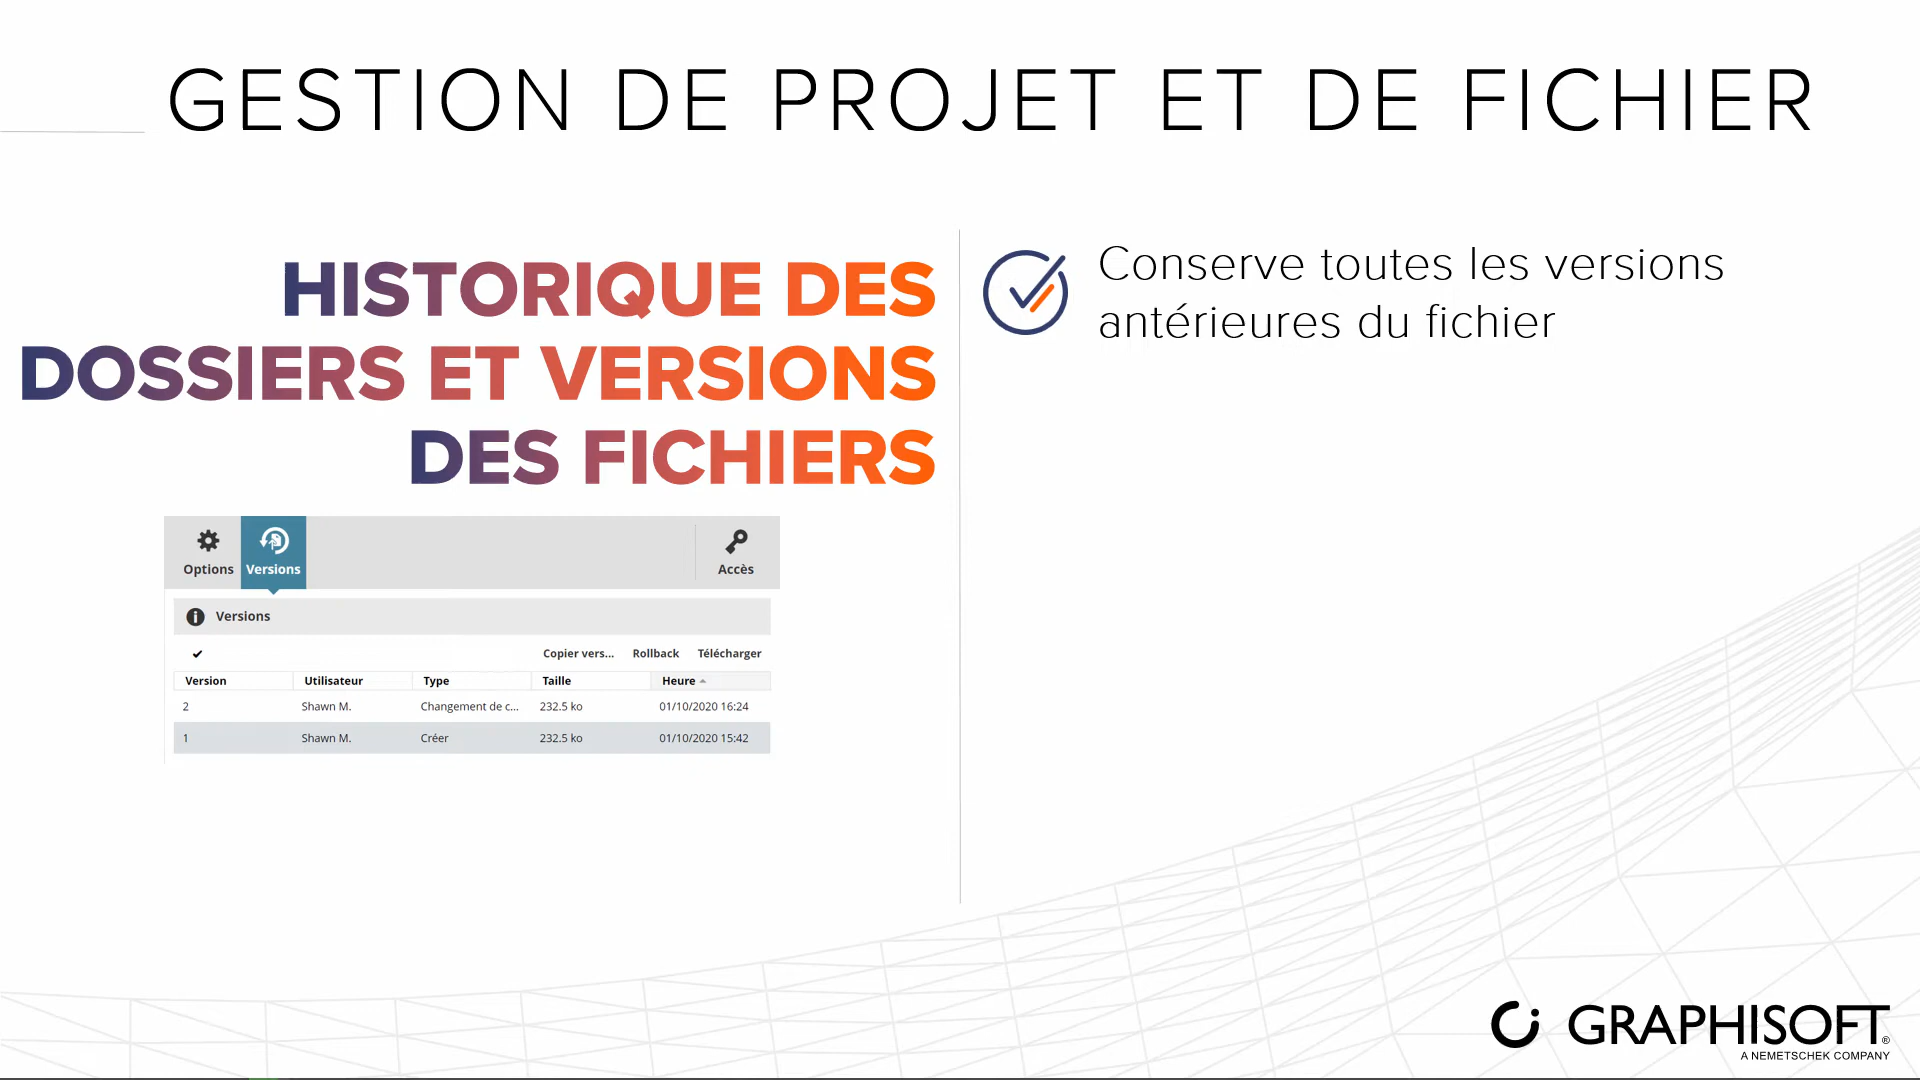 GESTION DE PROJET ET DE FICHIER
HISTORIQUE DES
DOSSIERS ET VERSIONS
DES FICHIERS
Conserve toutes les versions
antérieures du fichier
Options Versions Accès
Versions
Copier vers... Rollback Télécharger
Version Utilisateur Type Taille Heure
2 Shawn M. Changement de c... 232.5 ko 01/10/2020 16:24
1 Shawn M. Créer 232.5 ko 01/10/2020 15:42
GRAPHISOFT®
A NEMETSCHEK COMPANY